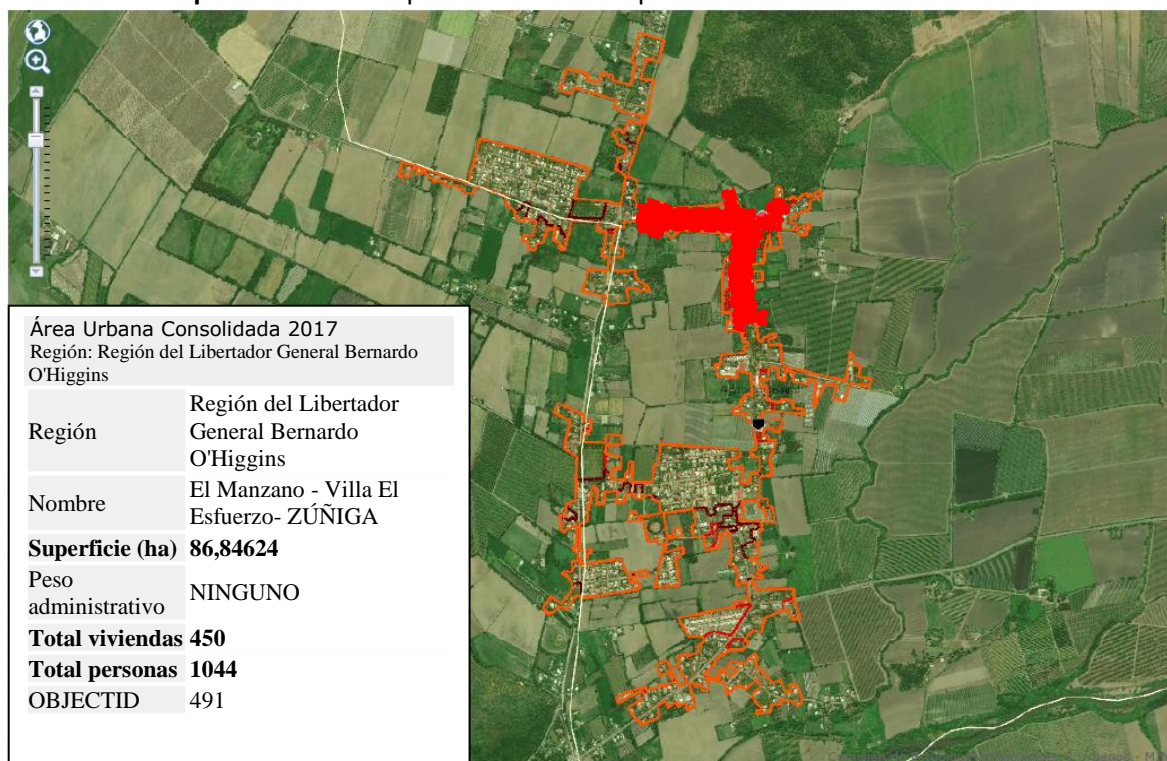 Área Urbana Consolidada 2017
Región: Región del Libertador General Bernardo
O'Higgins
Región del Libertador
Región General Bernardo
O'Higgins
Nombre El Manzano - Villa El
Esfuerzo- ZÚÑIGA
Superficie (ha) 86,84624
Peso
administrativo NINGUNO
Total viviendas 450
Total personas 1044
OBJECTID 491